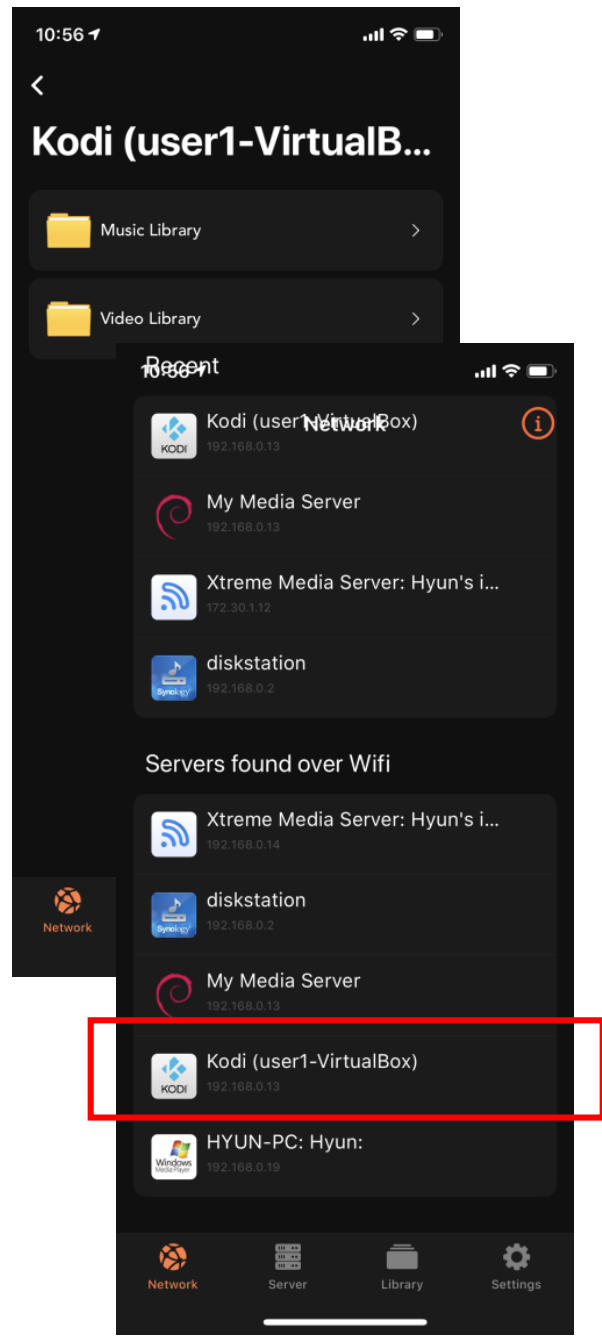 10:56
Kodi (user1-VirtualB...
Music Library
Video Library
Network
Recent
10:56
Network
Kodi (user1-VirtualBox)
192.168.0.13
KODI
My Media Server
192.168.0.13
Xtreme Media Server: Hyun's i...
172.30.1.12
diskstation
192.168.0.2
Synology
Servers found over Wifi
Xtreme Media Server: Hyun's i...
192.168.0.14
diskstation
192.168.0.2
Synology
My Media Server
192.168.0.13
Kodi (user1-VirtualBox)
192.168.0.13
KODI
HYUN-PC: Hyun:
192.168.0.19
Windows
Media Player
Network
Server
Library
Settings